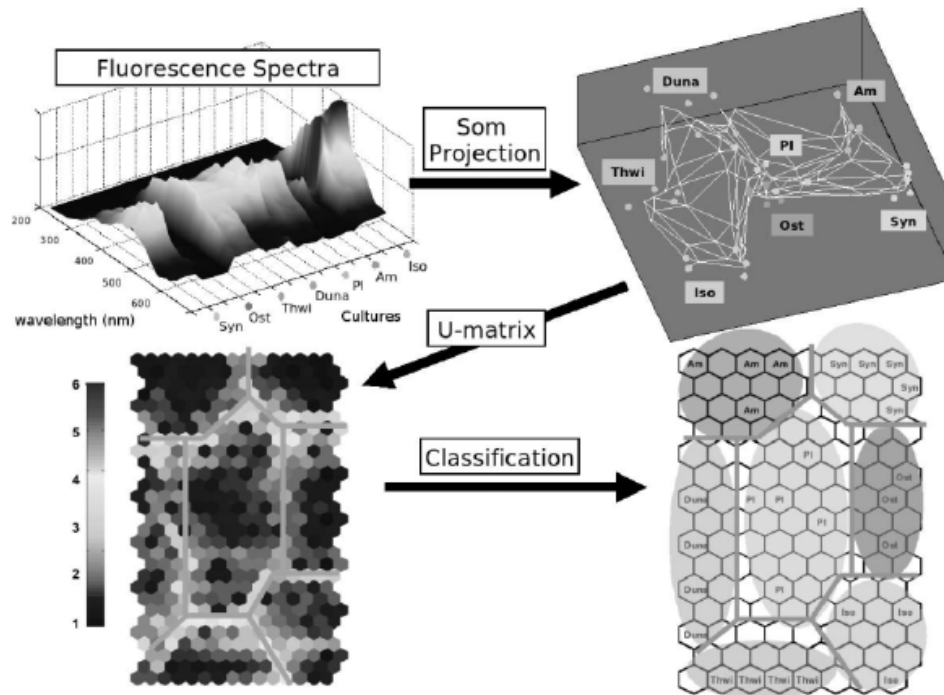 Fluorescence Spectra
200
300
400
500
600
wavelength (nm)
Syn
Ost
Thwi
Duna
Pl
Am
Iso
Cultures
Som
Projection
Duna
Am
Pl
Thwi
Ost
Syn
Iso
U-matrix
6
5
4
3
2
1
Classification
Am Am Am Syn Syn Syn
Syn
Am Syn
Pl
Ost
Duna Pl Pl Ost
Pl
Duna Ost
Duna Pl
Iso Iso
Duna
Thwi Thwi Thwi Thwi Iso